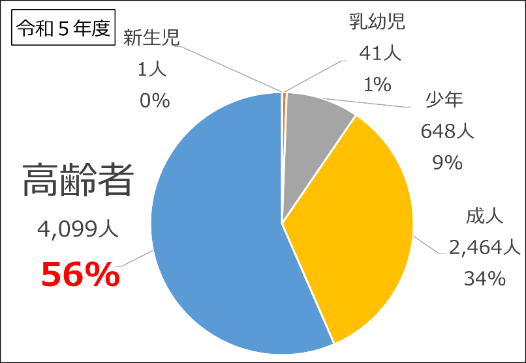 令和５年度
新生児
1人
0%
乳幼児
41人
1%
少年
648人
9%
成人
2,464人
34%
高齢者
4,099人
56%